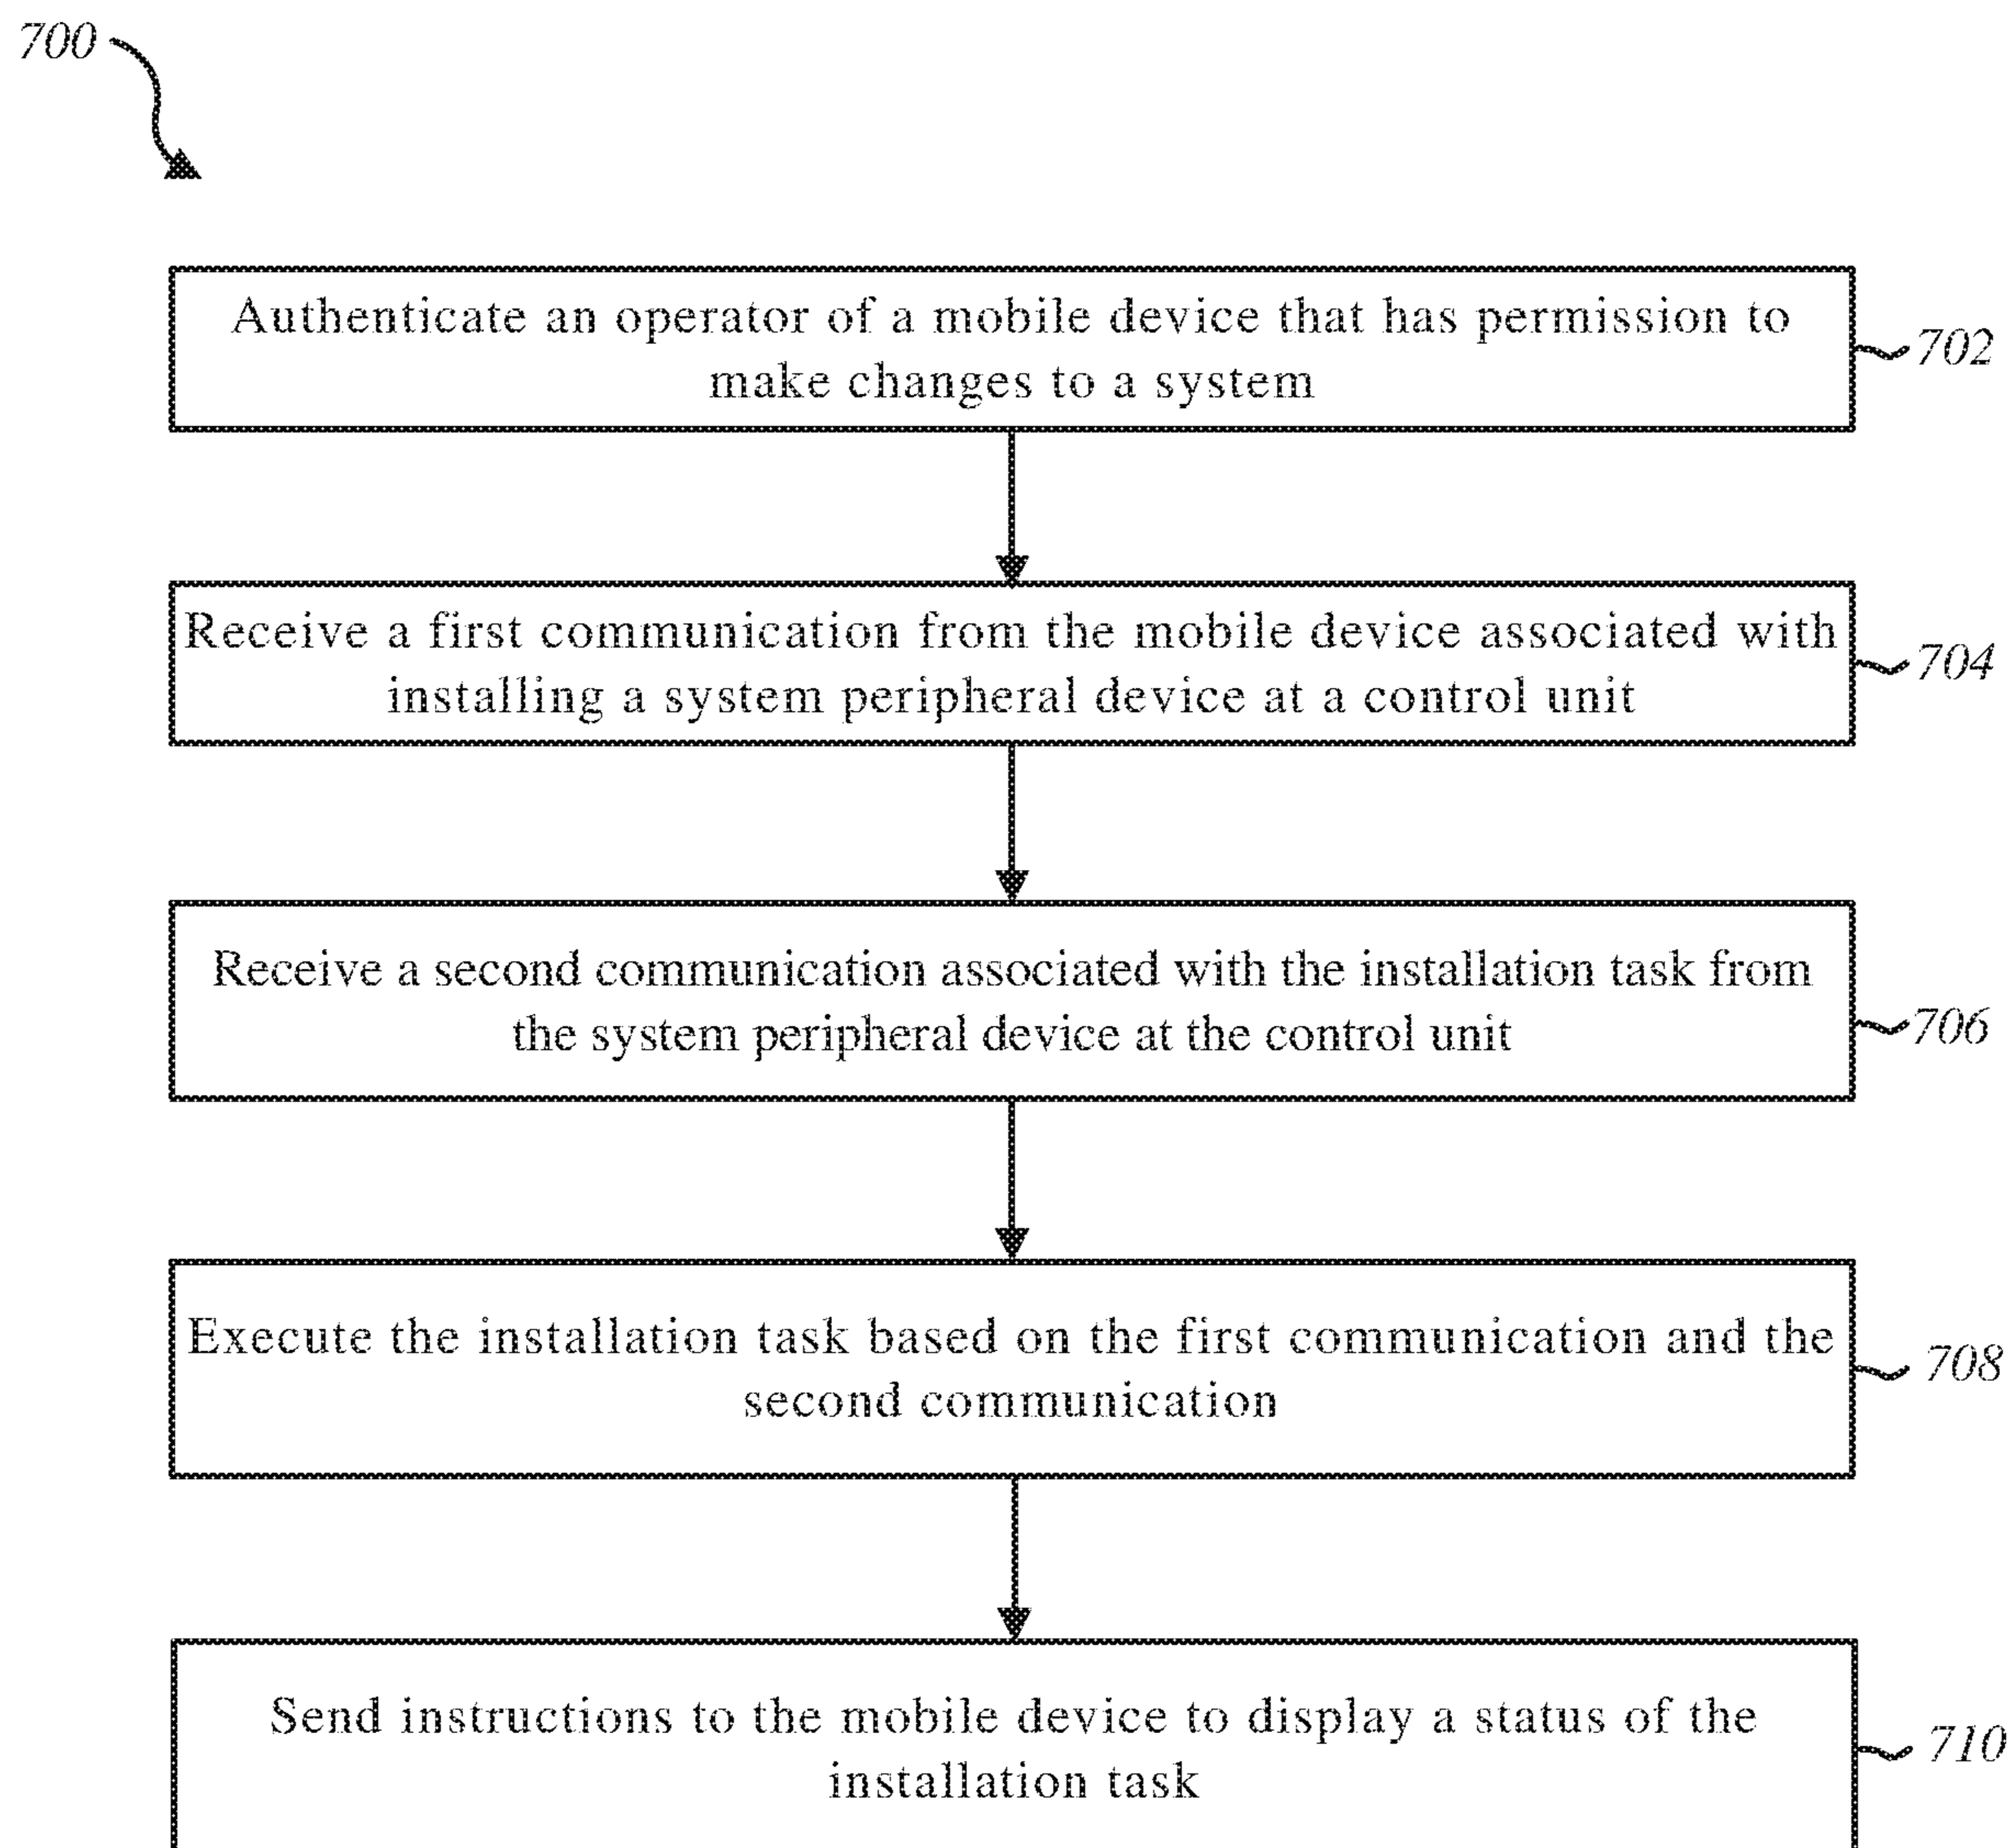 700
Authenticate an operator of a mobile device that has permission to
make changes to a system
702
Receive a first communication from the mobile device associated with
installing a system peripheral device at a control unit
704
Receive a second communication associated with the installation task from
the system peripheral device at the control unit
706
Execute the installation task based on the first communication and the
second communication
708
Send instructions to the mobile device to display a status of the
installation task
710